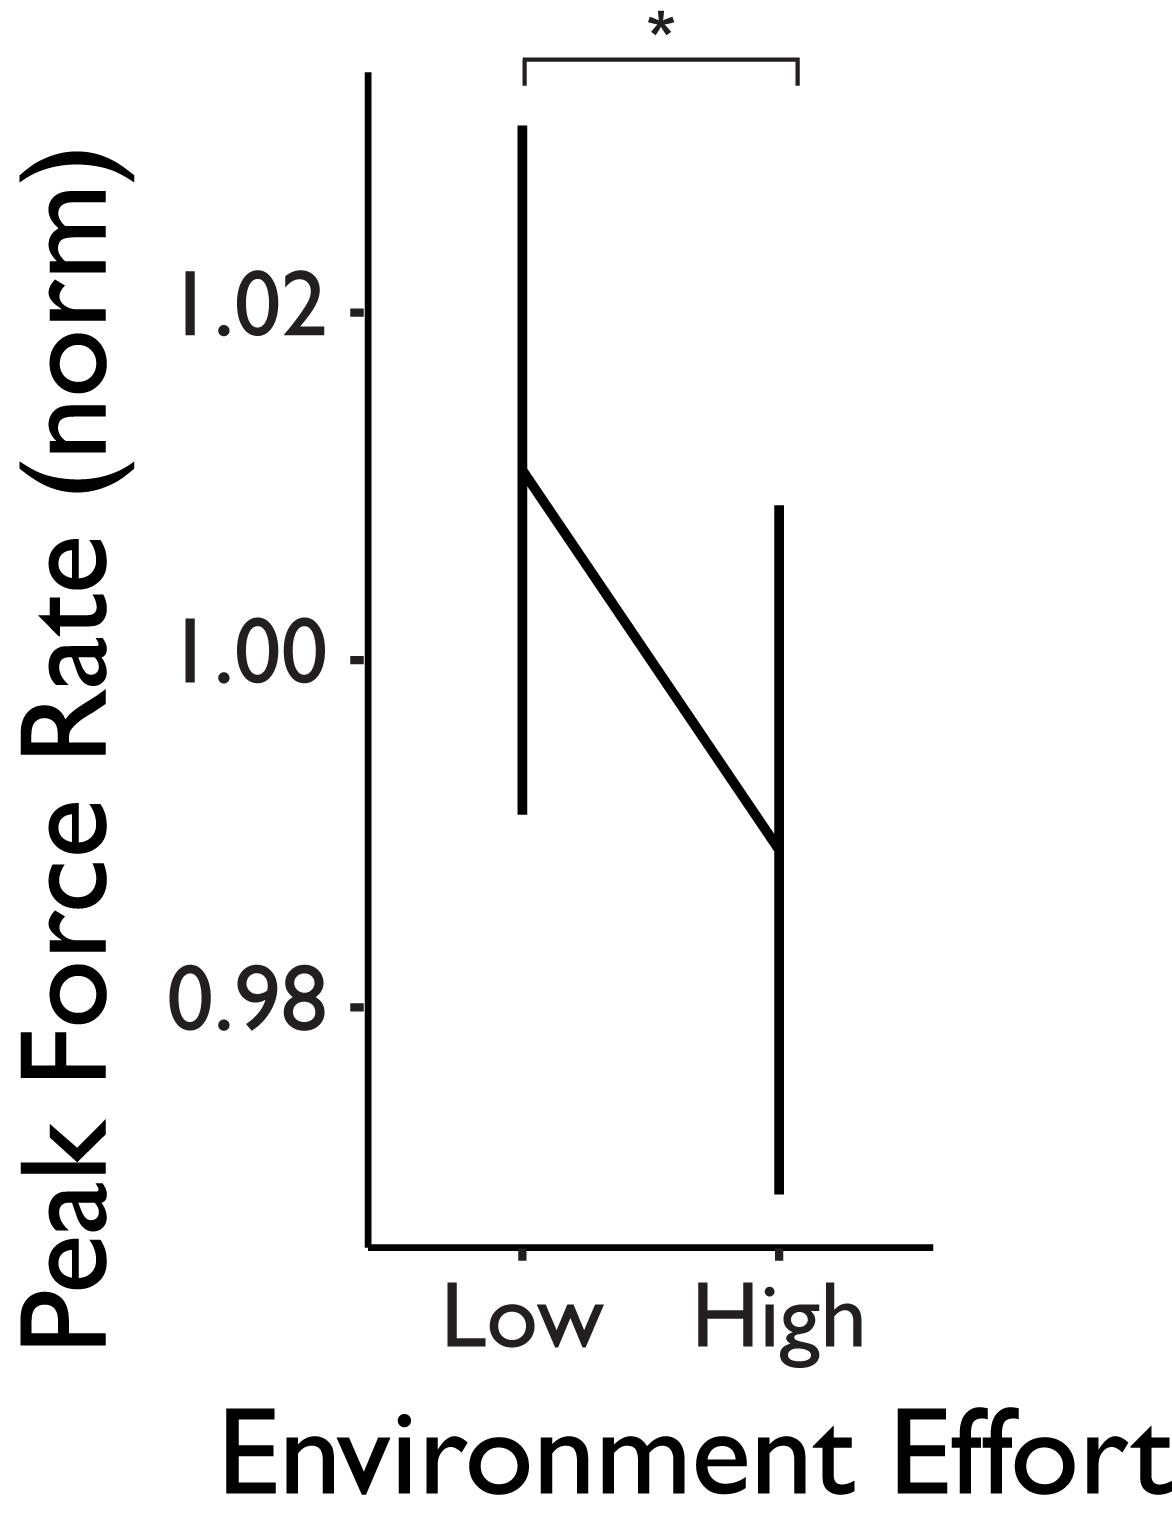 *
Peak Force Rate (norm)
1.02
1.00
0.98
Low High
Environment Effort